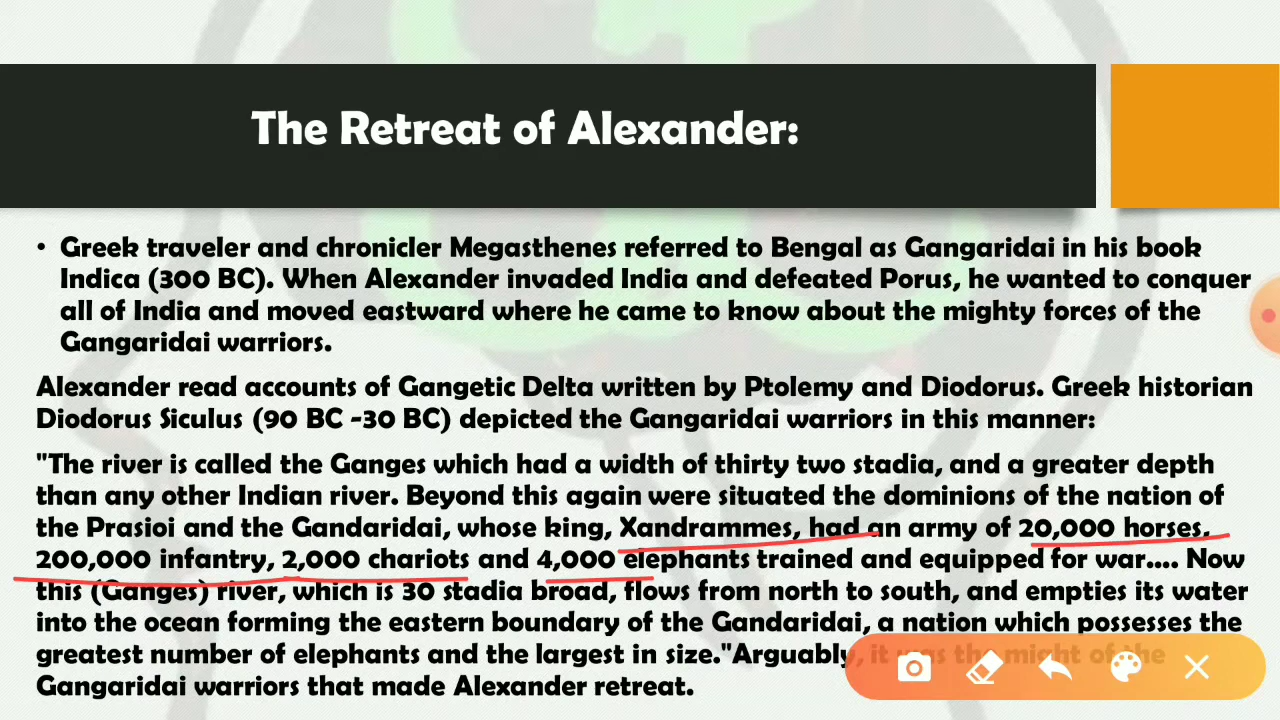 The Retreat of Alexander:
• Greek traveler and chronicler Megasthenes referred to Bengal as Gangaridai in his book
Indica (300 BC). When Alexander invaded India and defeated Porus, he wanted to conquer
all of India and moved eastward where he came to know about the mighty forces of the
Gangaridai warriors.
Alexander read accounts of Gangetic Delta written by Ptolemy and Diodorus. Greek historian
Diodorus Siculus (90 BC -30 BC) depicted the Gangaridai warriors in this manner:
"The river is called the Ganges which had a width of thirty two stadia, and a greater depth
than any other Indian river. Beyond this again were situated the dominions of the nation of
the Prasioi and the Gandaridai, whose king, Xandrammes, had an army of 20,000 horses,
200,000 infantry, 2,000 chariots and 4,000 elephants trained and equipped for war.... Now
this (Ganges) river, which is 30 stadia broad, flows from north to south, and empties its water
into the ocean forming the eastern boundary of the Gandaridai, a nation which possesses the
greatest number of elephants and the largest in size."Arguably, it was the might of the
Gangaridai warriors that made Alexander retreat.